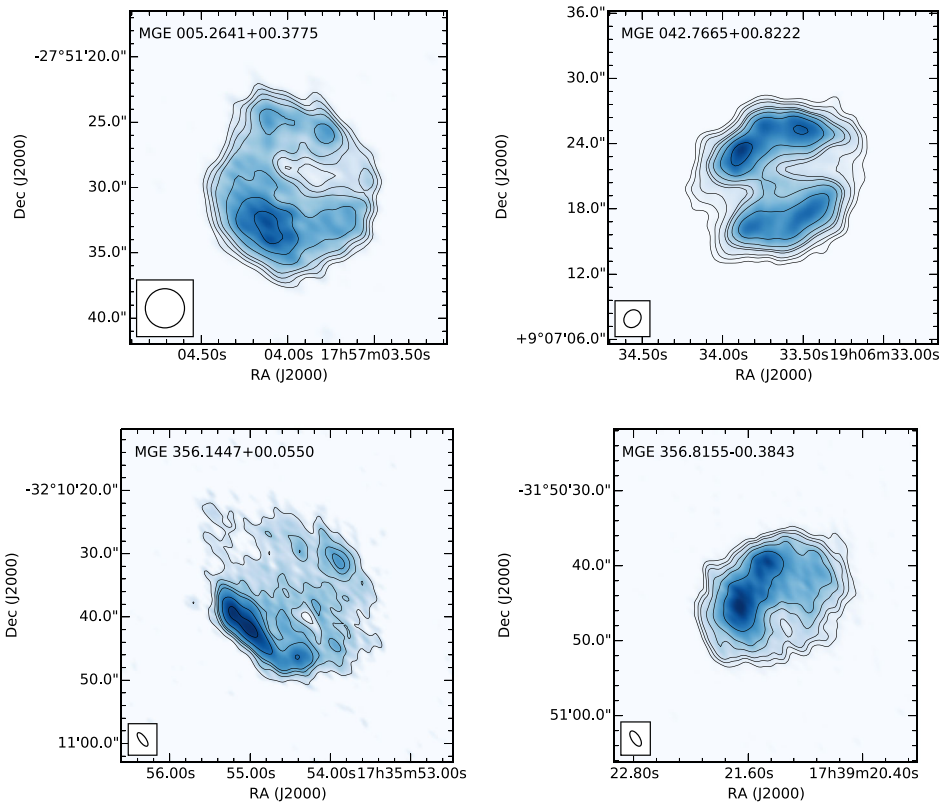 MGE 005.2641+00.3775
-27°51'20.0"
25.0"
30.0"
35.0"
40.0"
Dec (J2000)
04.50s 04.00s 17h57m03.50s
RA (J2000)
MGE 042.7665+00.8222
36.0"
30.0"
24.0"
18.0"
12.0"
+9°07'06.0"
Dec (J2000)
34.50s 34.00s 33.50s 19h06m33.00s
RA (J2000)
MGE 356.1447+00.0550
-32°10'20.0"
30.0"
40.0"
50.0"
11'00.0"
Dec (J2000)
56.00s 55.00s 54.00s 17h35m53.00s
RA (J2000)
MGE 356.8155-00.3843
-31°50'30.0"
40.0"
50.0"
51'00.0"
Dec (J2000)
22.80s 21.60s 17h39m20.40s
RA (J2000)